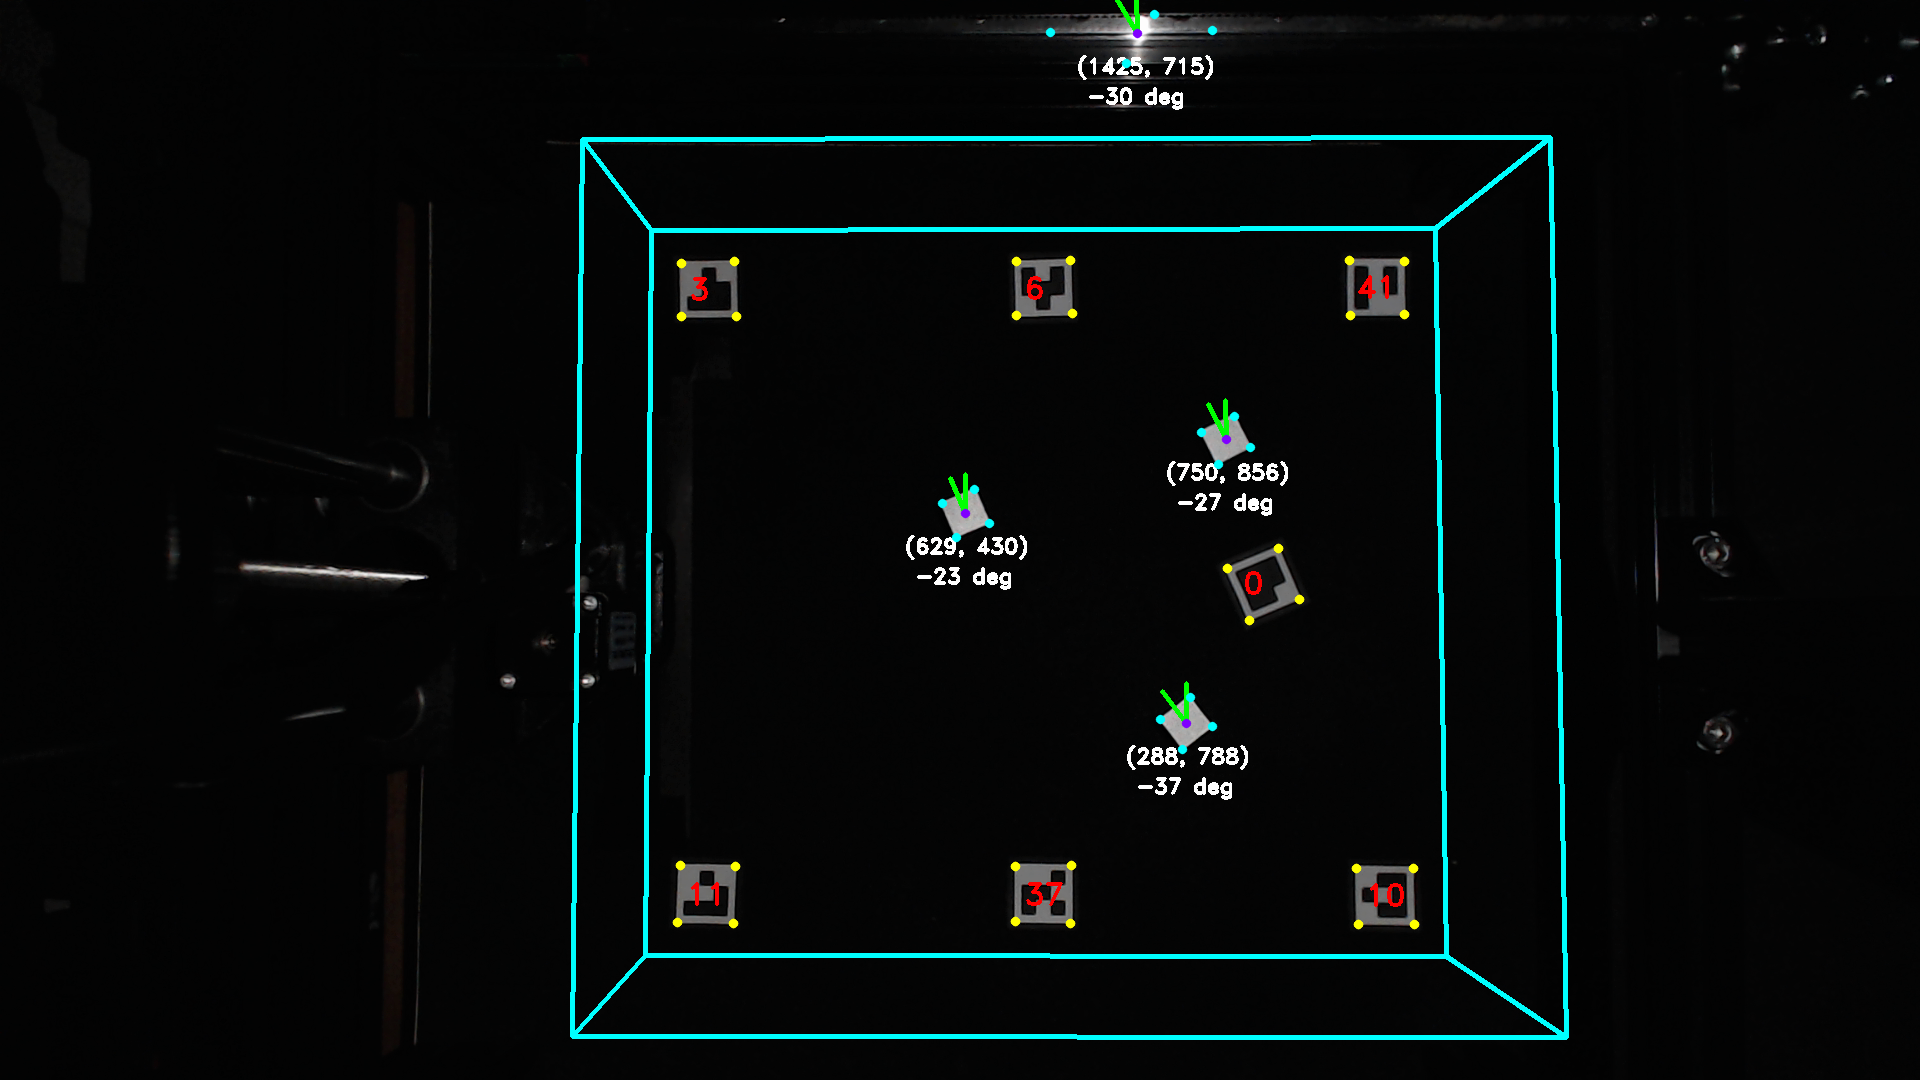 (1425, 715)
-30 deg
3
6
41
(750, 856)
-27 deg
(629, 430)
-23 deg
0
(288, 788)
-37 deg
11
37
10